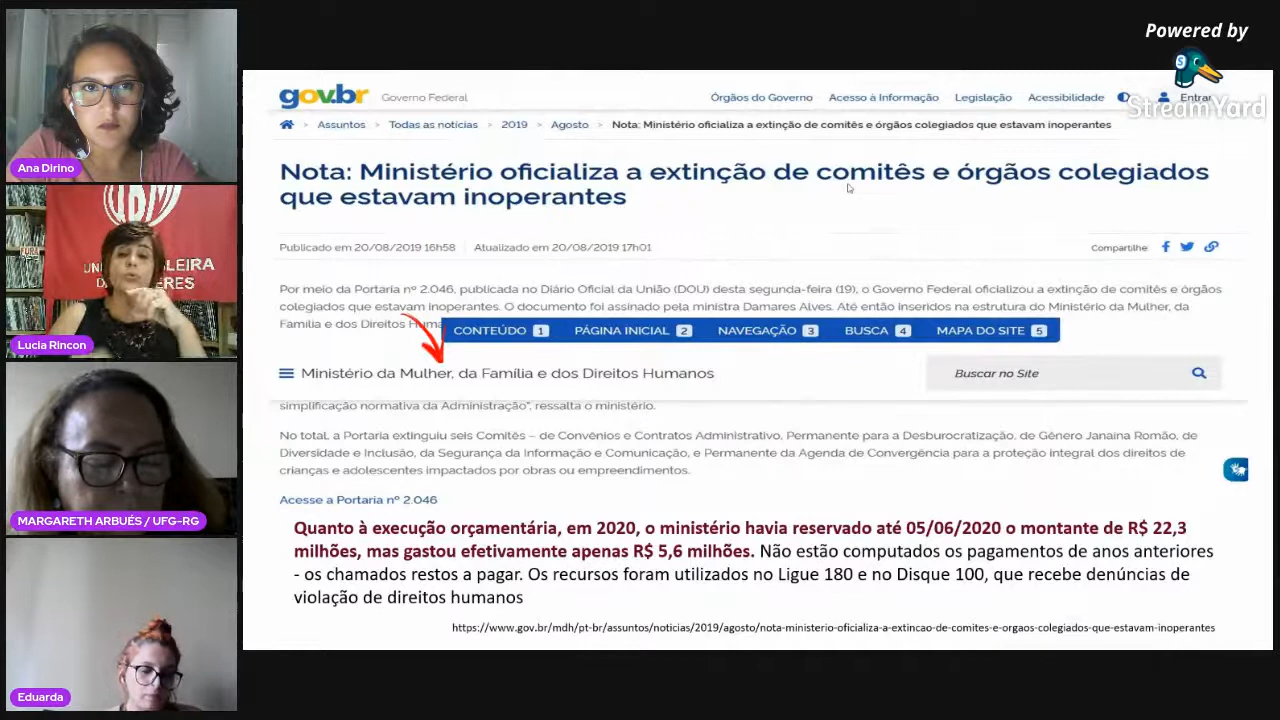 Powered by
StreamYard
Ana Dirino
UBM
UNI LEIRA
DA ERES
Lucia Rincon
MARGARETH ARBUÉS / UFG-RG
Eduarda
gov.br Governo Federal Órgãos do Governo Acesso à Informação Legislação Acessibilidade Entrar
Assuntos > Todas as notícias > 2019 > Agosto > Nota: Ministério oficializa a extinção de comitês e órgãos colegiados que estavam inoperantes
Nota: Ministério oficializa a extinção de comitês e órgãos colegiados
que estavam inoperantes
Publicado em 20/08/2019 16h58 Atualizado em 20/08/2019 17h01 Compartilhe:
Por meio da Portaria nº 2.046, publicada no Diário Oficial da União (DOU) desta segunda-feira (19), o Governo Federal oficializou a extinção de comitês e órgãos
colegiados que estavam inoperantes. O documento foi assinado pela ministra Damares Alves. Até então inseridos na estrutura do Ministério da Mulher, da
Família e dos Direitos Huma
CONTEÚDO 1 PÁGINA INICIAL 2 NAVEGAÇÃO 3 BUSCA 4 MAPA DO SITE 5
Ministério da Mulher, da Família e dos Direitos Humanos Buscar no Site
simplificação normativa da Administração", ressalta o ministério.
No total, a Portaria extinguiu seis Comitês – de Convênios e Contratos Administrativo, Permanente para a Desburocratização, de Gênero Janaína Romão, de
Diversidade e Inclusão, da Segurança da Informação e Comunicação, e Permanente da Agenda de Convergência para a proteção integral dos direitos de
crianças e adolescentes impactados por obras ou empreendimentos.
Acesse a Portaria nº 2.046
Quanto à execução orçamentária, em 2020, o ministério havia reservado até 05/06/2020 o montante de R$ 22,3
milhões, mas gastou efetivamente apenas R$ 5,6 milhões. Não estão computados os pagamentos de anos anteriores
- os chamados restos a pagar. Os recursos foram utilizados no Ligue 180 e no Disque 100, que recebe denúncias de
violação de direitos humanos
https://www.gov.br/mdh/pt-br/assuntos/noticias/2019/agosto/nota-ministerio-oficializa-a-extincao-de-comites-e-orgaos-colegiados-que-estavam-inoperantes